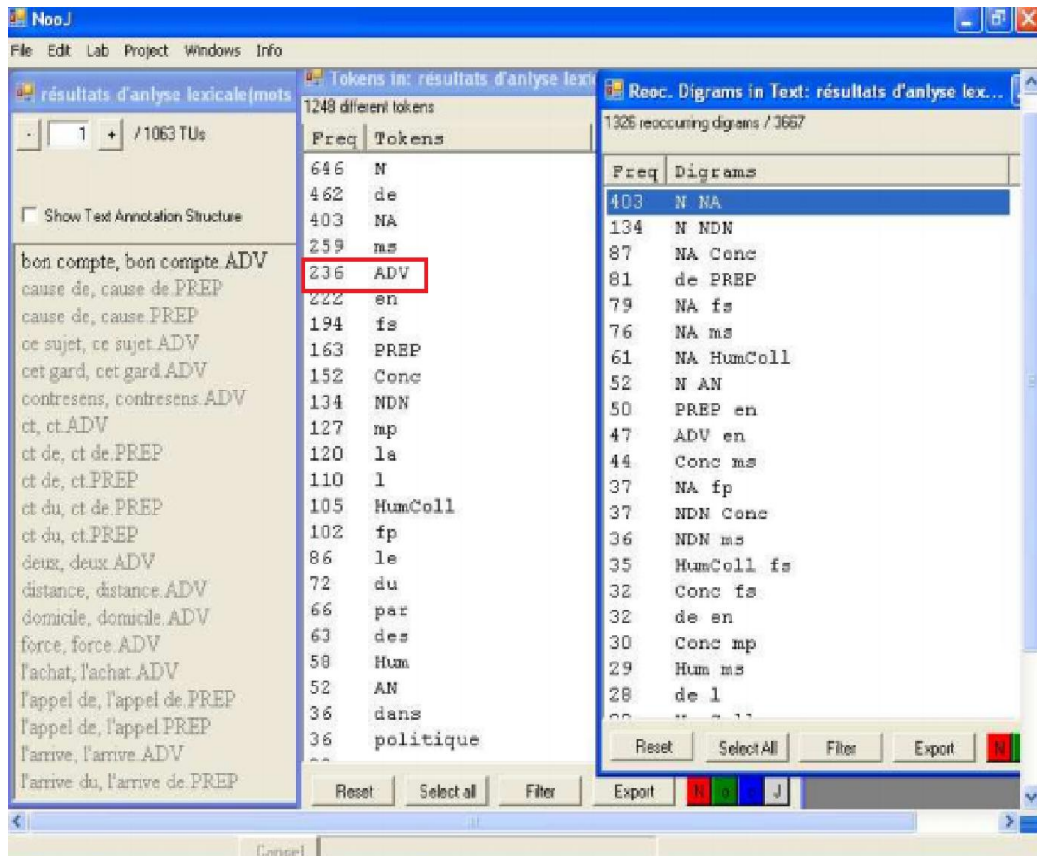 NooJ
File Edit Lab Project Windows Info
résultats d'anlyse lexicale(mots
- 1 + / 1063 TUs
Show Text Annotation Structure
bon compte, bon compte.ADV
cause de, cause de.PREP
cause de, cause.PREP
ce sujet, ce sujet.ADV
cet gard, cet gard.ADV
contresens, contresens.ADV
ct, ct.ADV
ct de, ct de.PREP
ct de, ct.PREP
ct du, ct de.PREP
ct du, ct.PREP
deux, deux.ADV
distance, distance.ADV
domicile, domicile.ADV
force, force.ADV
l'achat, l'achat.ADV
l'appel de, l'appel de.PREP
l'appel de, l'appel.PREP
l'arrive, l'arrive.ADV
l'arrive du, l'arrive de.PREP
Tokens in: résultats d'anlyse lexi
1248 different tokens
Freq Tokens
646 N
462 de
403 NA
259 ms
236 ADV
222 en
194 fs
163 PREP
152 Conc
134 NDN
127 mp
120 la
110 l
105 HumColl
102 fp
86 le
72 du
66 par
63 des
58 Hum
52 AN
36 dans
36 politique
Reset Select all Filter Export N o o J
Reoc. Digrams in Text: résultats d'anlyse lex...
1326 reoccurring digrams / 3667
Freq Digrams
403 N NA
134 N NDN
87 NA Conc
81 de PREP
79 NA fs
76 NA ms
61 NA HumColl
52 N AN
50 PREP en
47 ADV en
44 Conc ms
37 NA fp
37 NDN Conc
36 NDN ms
35 HumColl fs
32 Conc fs
32 de en
30 Conc mp
29 Hum ms
28 de l
Reset Select All Filter Export N
Cancel